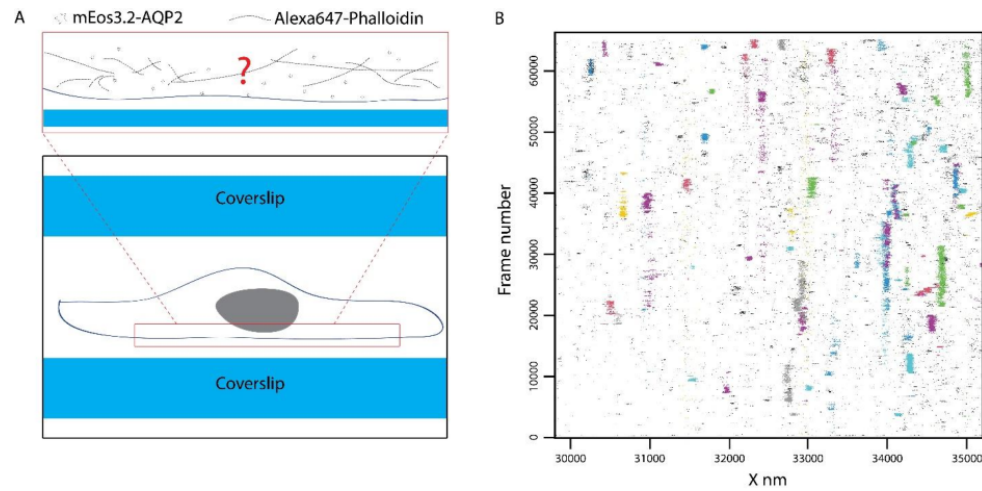 A
mEos3.2-AQP2
Alexa647-Phalloidin
?
Coverslip
Coverslip
B
Frame number
60000
50000
40000
30000
20000
10000
0
30000
31000
32000
33000
34000
35000
X nm